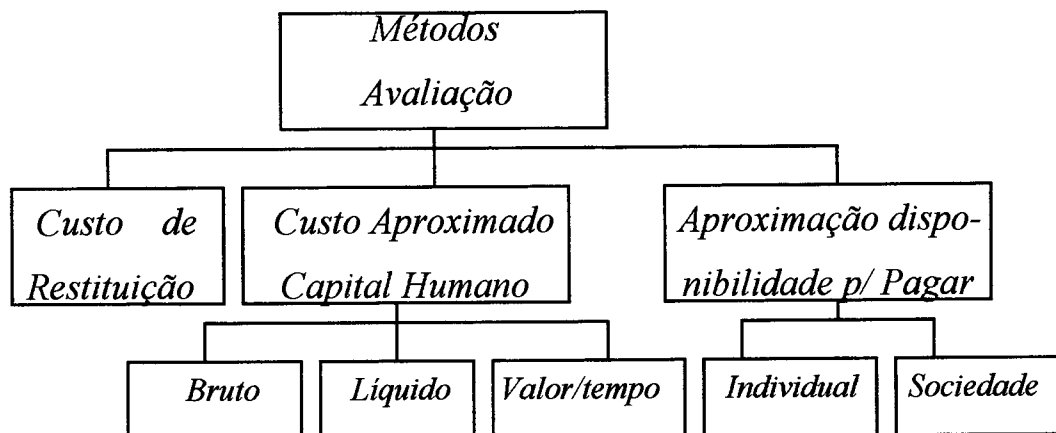 Métodos
Avaliação
Custo de
Restituição
Custo Aproximado
Capital Humano
Aproximação dispo-
nibilidade p/ Pagar
Bruto
Líquido
Valor/tempo
Individual
Sociedade